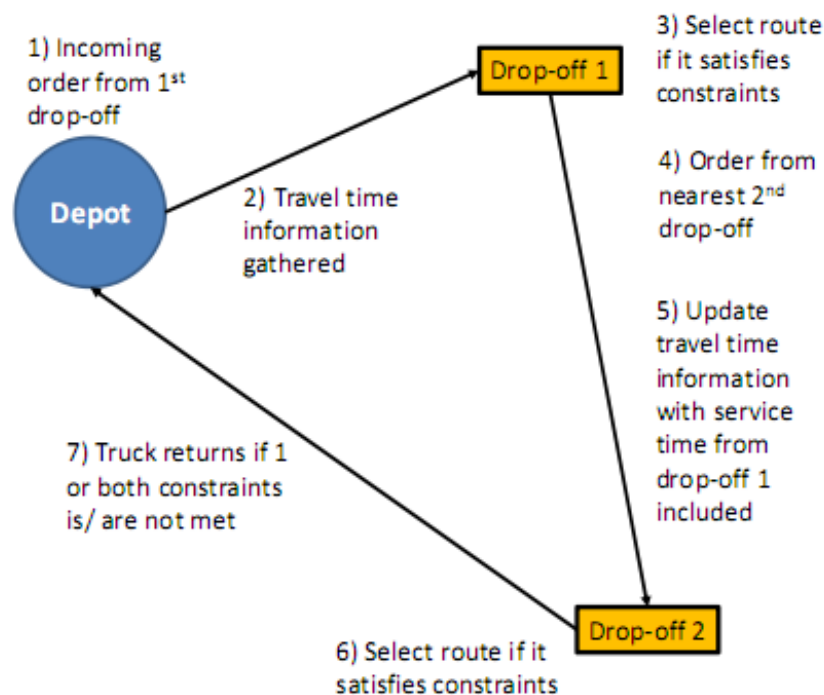 1) Incoming
order from 1st
drop-off
Depot
2) Travel time
information
gathered
Drop-off 1
3) Select route
if it satisfies
constraints
4) Order from
nearest 2nd
drop-off
5) Update
travel time
information
with service
time from
drop-off 1
included
Drop-off 2
6) Select route if it
satisfies constraints
7) Truck returns if 1
or both constraints
is/ are not met